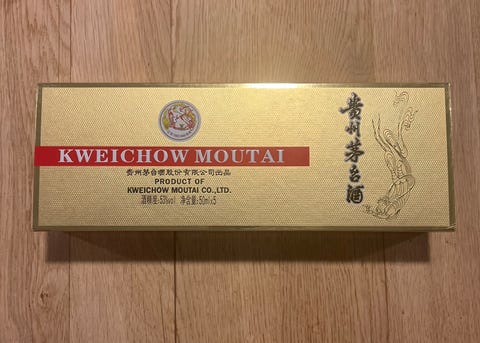 KWEICHOW MOUTAI
贵州茅台酒股份有限公司出品
PRODUCT OF
KWEICHOW MOUTAI CO.,LTD.
酒精度:53%vol 净含量:50ml×5
贵州茅台酒